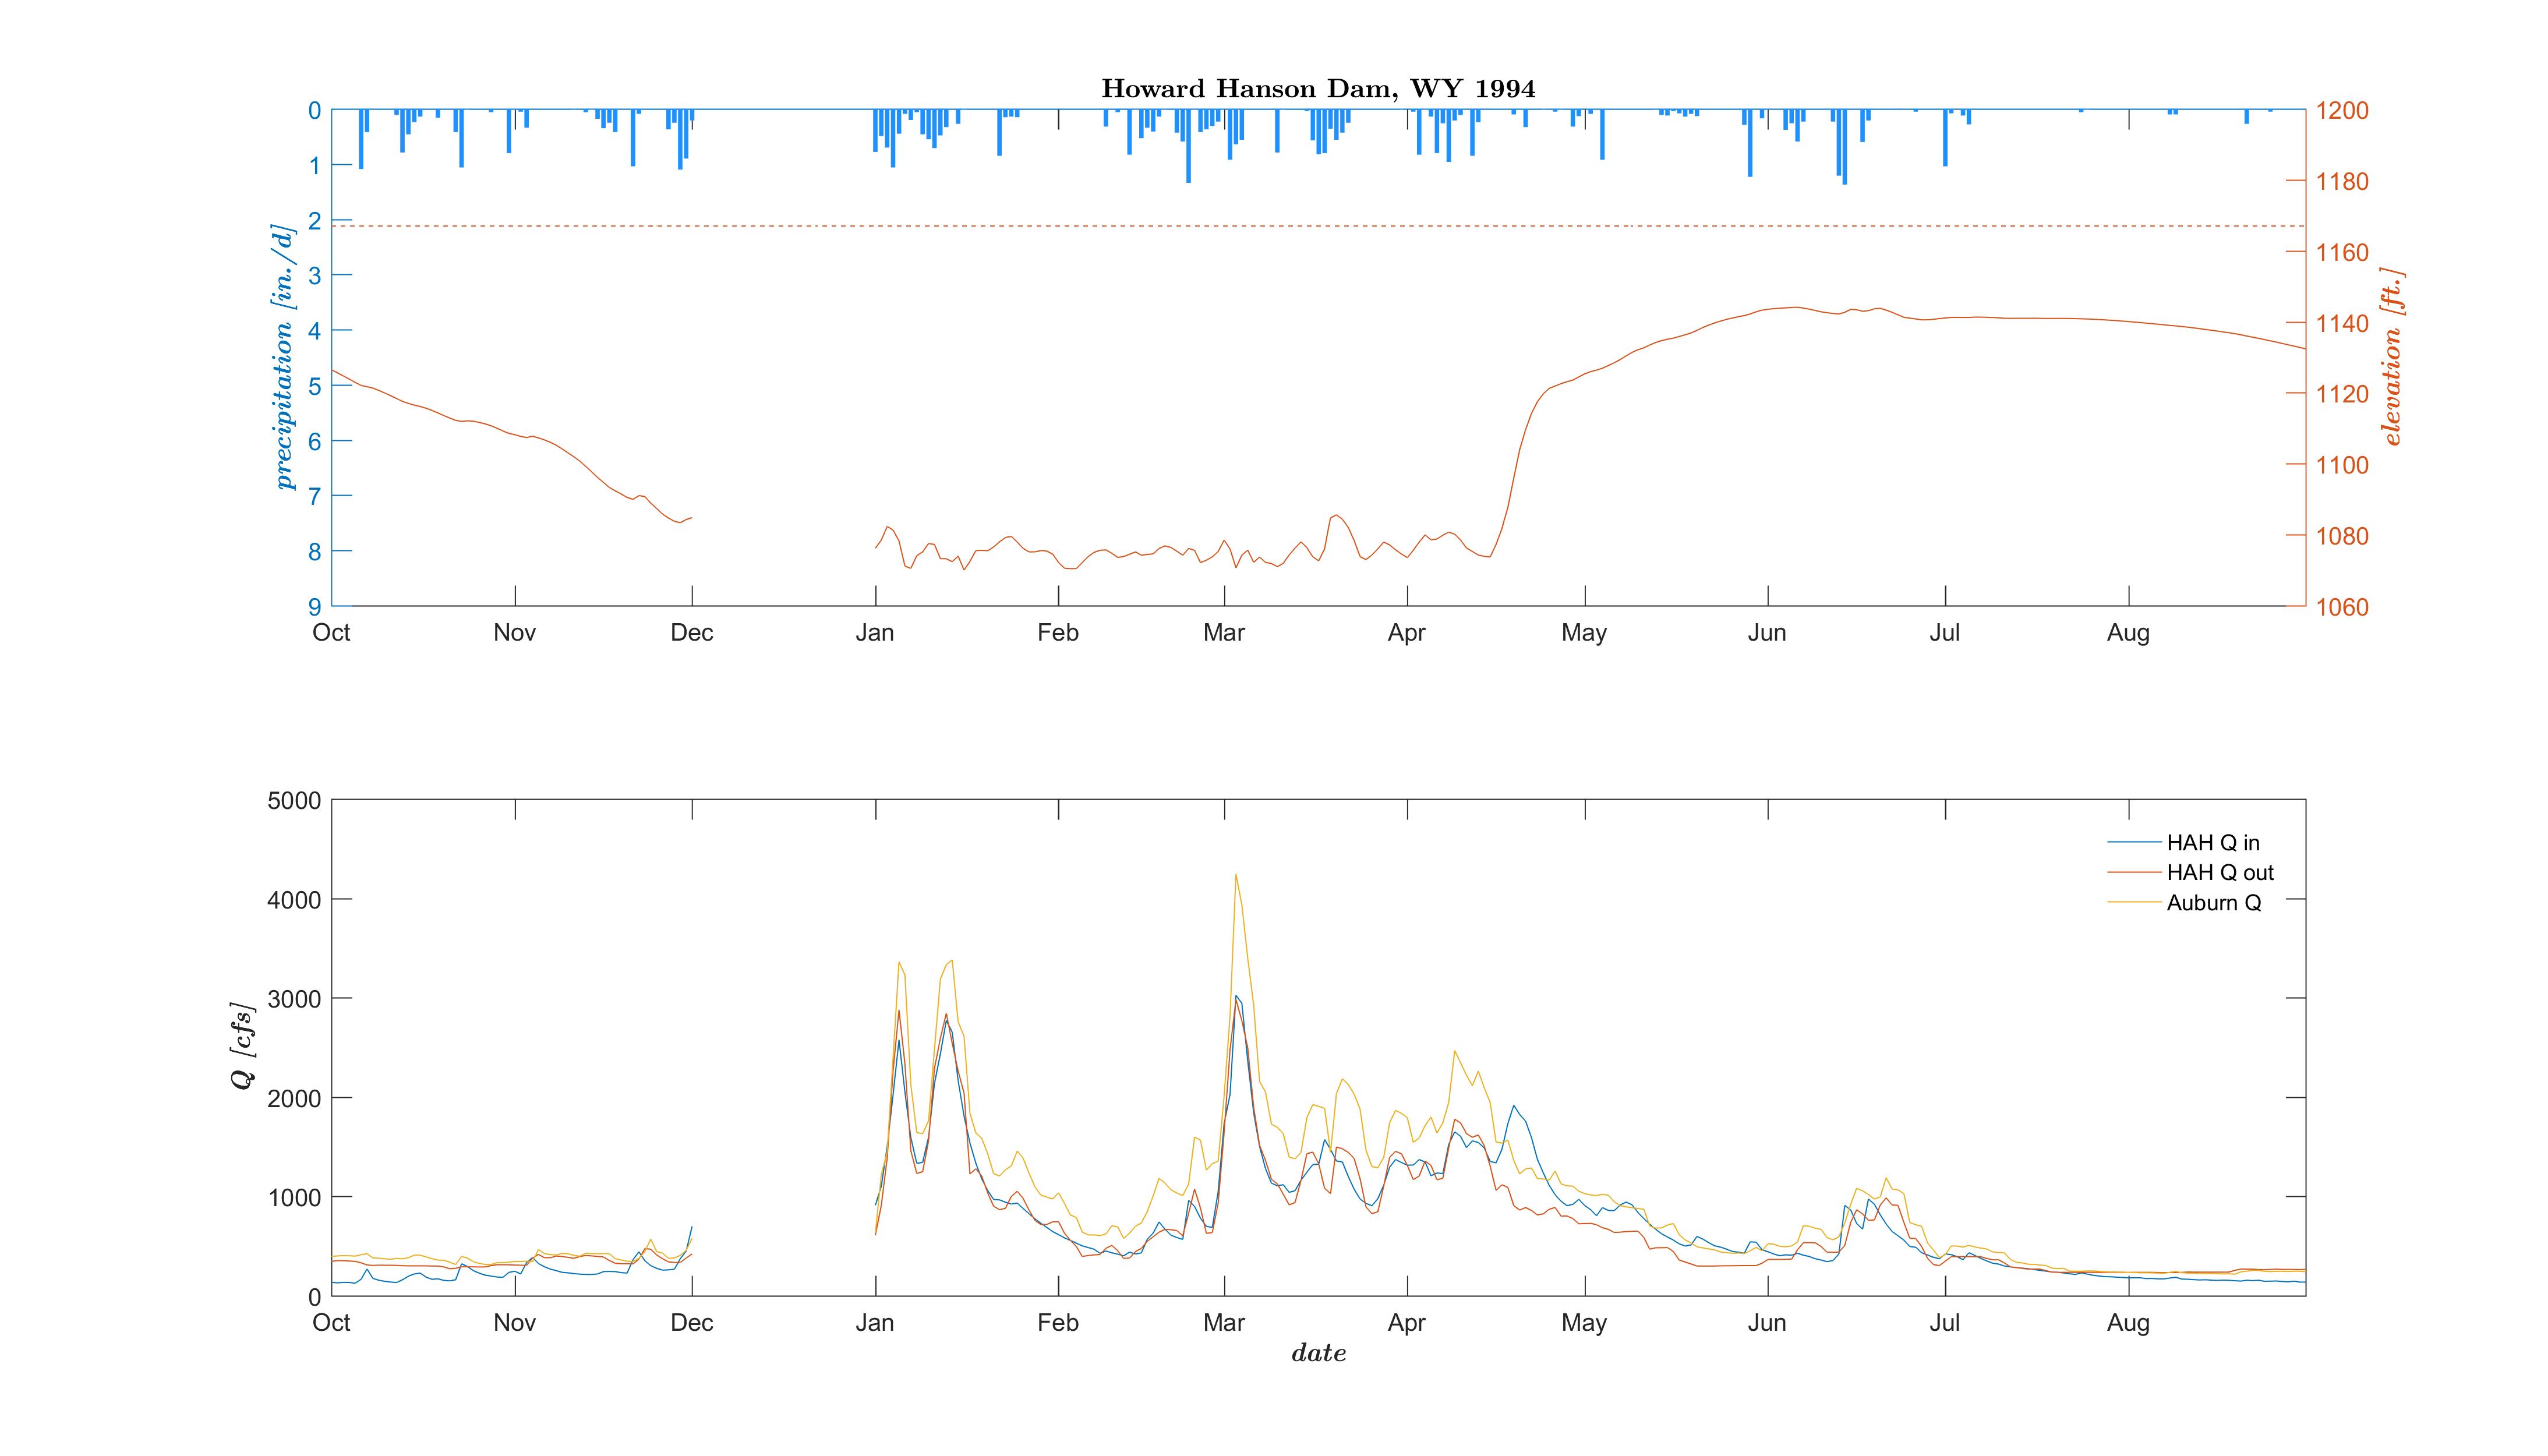 Howard Hanson Dam, WY 1994
0
1
2
3
4
5
6
7
8
9
precipitation [in./d]
1200
1180
1160
1140
1120
1100
1080
1060
elevation [ft.]
Oct Nov Dec Jan Feb Mar Apr May Jun Jul Aug
5000
4000
3000
2000
1000
0
Q [cfs]
HAH Q in
HAH Q out
Auburn Q
Oct Nov Dec Jan Feb Mar Apr May Jun Jul Aug
date